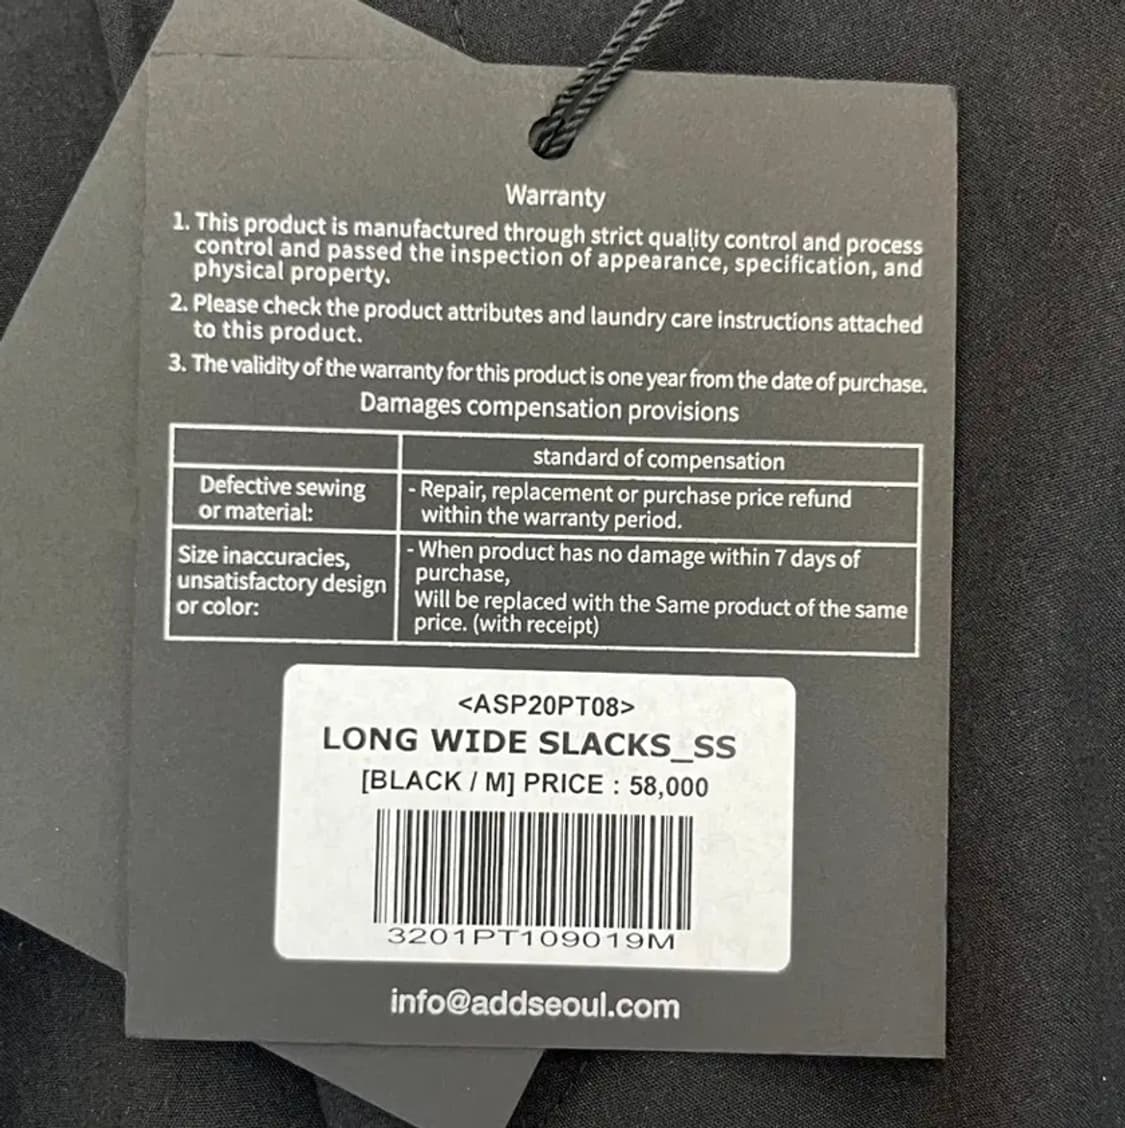 Warranty
1. This product is manufactured through strict quality control and process
control and passed the inspection of appearance, specification, and
physical property.
2. Please check the product attributes and laundry care instructions attached
to this product.
3. The validity of the warranty for this product is one year from the date of purchase.
Damages compensation provisions
standard of compensation
Defective sewing
or material:
- Repair, replacement or purchase price refund
within the warranty period.
Size inaccuracies,
unsatisfactory design
or color:
- When product has no damage within 7 days of
purchase,
Will be replaced with the Same product of the same
price. (with receipt)
<ASP20PT08>
LONG WIDE SLACKS_SS
[BLACK / M] PRICE : 58,000
3201PT109019M
info@addseoul.com